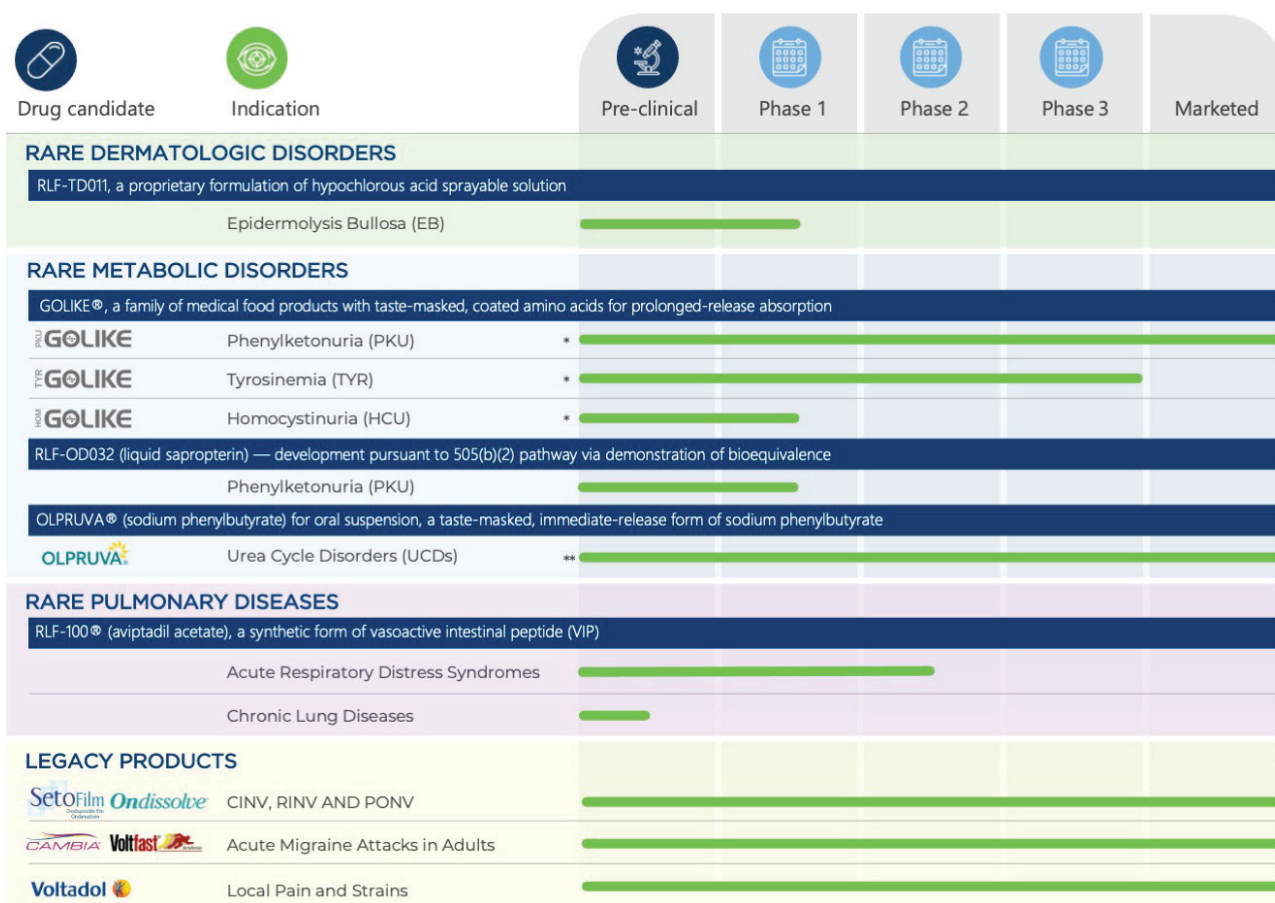 Drug candidate Indication Pre-clinical Phase 1 Phase 2 Phase 3 Marketed
RARE DERMATOLOGIC DISORDERS
RLF-TD011, a proprietary formulation of hypochlorous acid sprayable solution
Epidermolysis Bullosa (EB)
RARE METABOLIC DISORDERS
GOLIKE®, a family of medical food products with taste-masked, coated amino acids for prolonged-release absorption
PKU GOLIKE Phenylketonuria (PKU) *
TYR GOLIKE Tyrosinemia (TYR) *
HOM GOLIKE Homocystinuria (HCU) *
RLF-OD032 (liquid sapropterin) — development pursuant to 505(b)(2) pathway via demonstration of bioequivalence
Phenylketonuria (PKU)
OLPRUVA® (sodium phenylbutyrate) for oral suspension, a taste-masked, immediate-release form of sodium phenylbutyrate
OLPRUVA® Urea Cycle Disorders (UCDs) **
RARE PULMONARY DISEASES
RLF-100® (aviptadil acetate), a synthetic form of vasoactive intestinal peptide (VIP)
Acute Respiratory Distress Syndromes
Chronic Lung Diseases
LEGACY PRODUCTS
SetoFilm Ondissolve CINV, RINV AND PONV
CAMBIA Voltfast Acute Migraine Attacks in Adults
Voltadol Local Pain and Strains